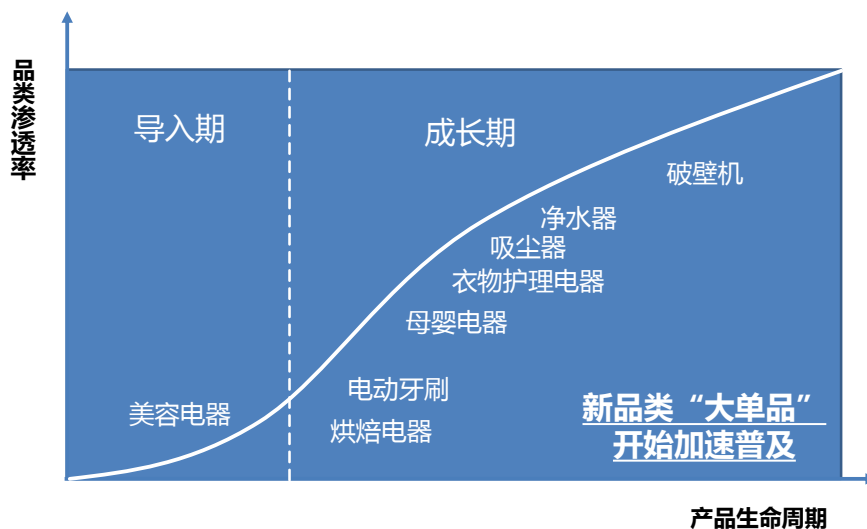 品类渗透率
导入期
成长期
破壁机
净水器
吸尘器
衣物护理电器
母婴电器
电动牙刷
美容电器
烘焙电器
新品类“大单品”
开始加速普及
产品生命周期